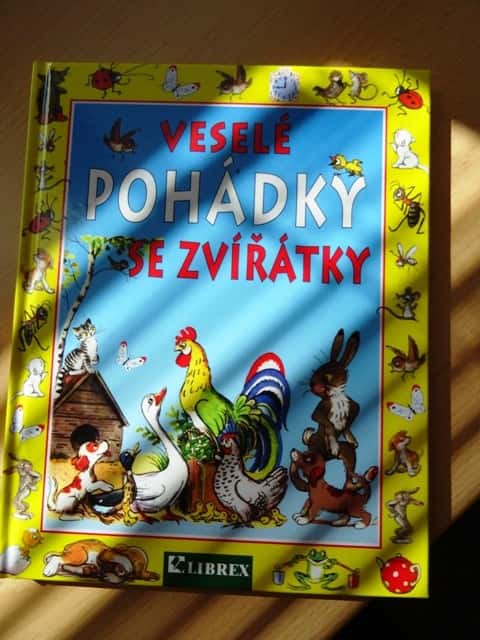 VESELÉ
POHÁDKY
SE ZVÍŘÁTKY
LIBREX